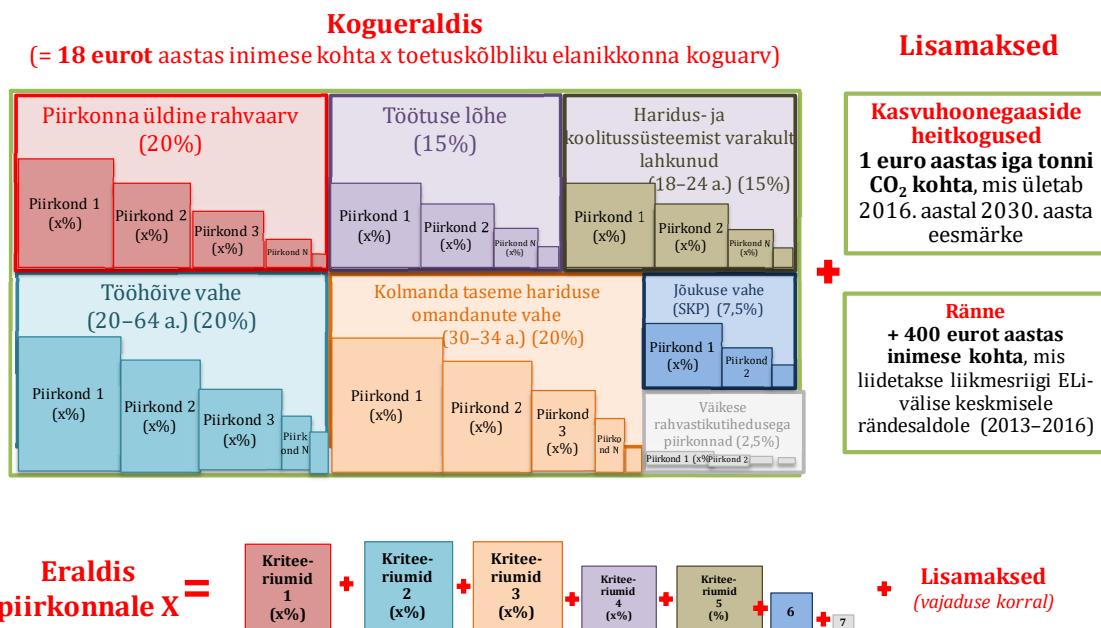 Kogueraldis
(= 18 eurot aastas inimese kohta x toetuskõlbliku elanikkonna koguarv)
Piirkonna üldine rahvaarv
(20%)
Piirkond 1
(x%)
Piirkond 2
(x%)
Piirkond 3
(x%)
Piirkond N
Töötuse lõhe
(15%)
Piirkond 1
(x%)
Piirkond 2
(x%)
Piirkond N
(x%)
Haridus- ja
koolitussüsteemist varakult
lahkunud
(18–24 a.) (15%)
Piirkond 1
(x%)
Piirkond 2
(x%)
Piirkond N
(x%)
Tööhõive vahe
(20–64 a.) (20%)
Piirkond 1
(x%)
Piirkond 2
(x%)
Piirkond 3
(x%)
Piirk
ond N
Kolmanda taseme hariduse
omandanute vahe
(30–34 a.) (20%)
Piirkond 1
(x%)
Piirkond 2
(x%)
Piirkond
3
(x%)
Piirko
nd N
Jõukuse vahe
(SKP) (7,5%)
Piirkond 1
(x%)
Piirkond
2
Väikese
rahvastikutihedusega
piirkonnad (2,5%)
Piirkond 1 (x%
Piirkond 2
+
Lisamaksed
Kasvuhoonegaaside
heitkogused
1 euro aastas iga tonni
CO₂ kohta, mis ületab
2016. aastal 2030. aasta
eesmärke
Ränne
+ 400 eurot aastas
inimese kohta, mis
liidetakse liikmesriigi ELi-
välise keskmisele
rändesaldole (2013–2016)
Eraldis
piirkonnale X
=
Kritee-
riumid
1
(x%)
+
Kritee-
riumid
2
(x%)
+
Kritee-
riumid
3
(x%)
+
Kritee-
riumid
4
(x%)
+
Kritee-
riumid
5
(%)
+
6
+
7
+
Lisamaksed
(vajaduse korral)